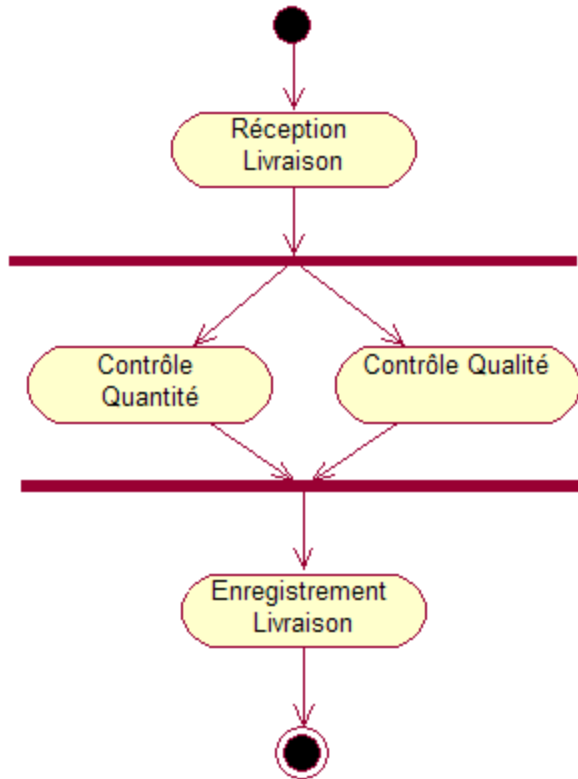 Réception
Livraison
Contrôle
Quantité
Contrôle Qualité
Enregistrement
Livraison